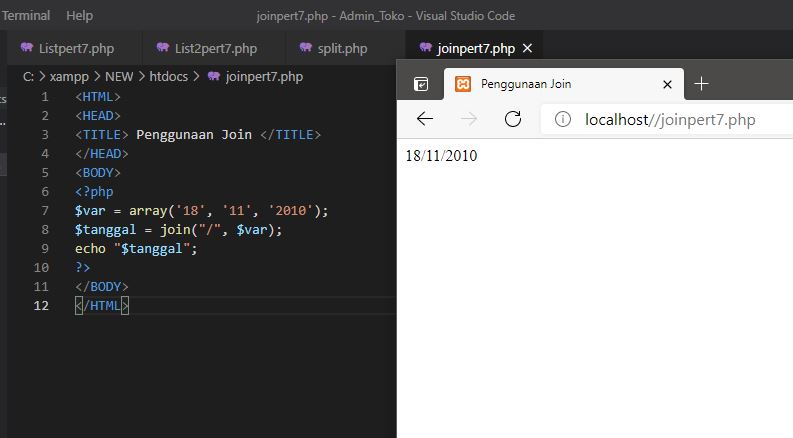 Terminal Help joinpert7.php - Admin_Toko - Visual Studio Code
Listpert7.php List2pert7.php split.php joinpert7.php
C: > xampp > NEW > htdocs > joinpert7.php
1 <HTML>
2 <HEAD>
3 <TITLE> Penggunaan Join </TITLE>
4 </HEAD>
5 <BODY>
6 <?php
7 $var = array('18', '11', '2010');
8 $tanggal = join("/", $var);
9 echo "$tanggal";
10 ?>
11 </BODY>
12 </HTML>
Penggunaan Join
localhost//joinpert7.php
18/11/2010